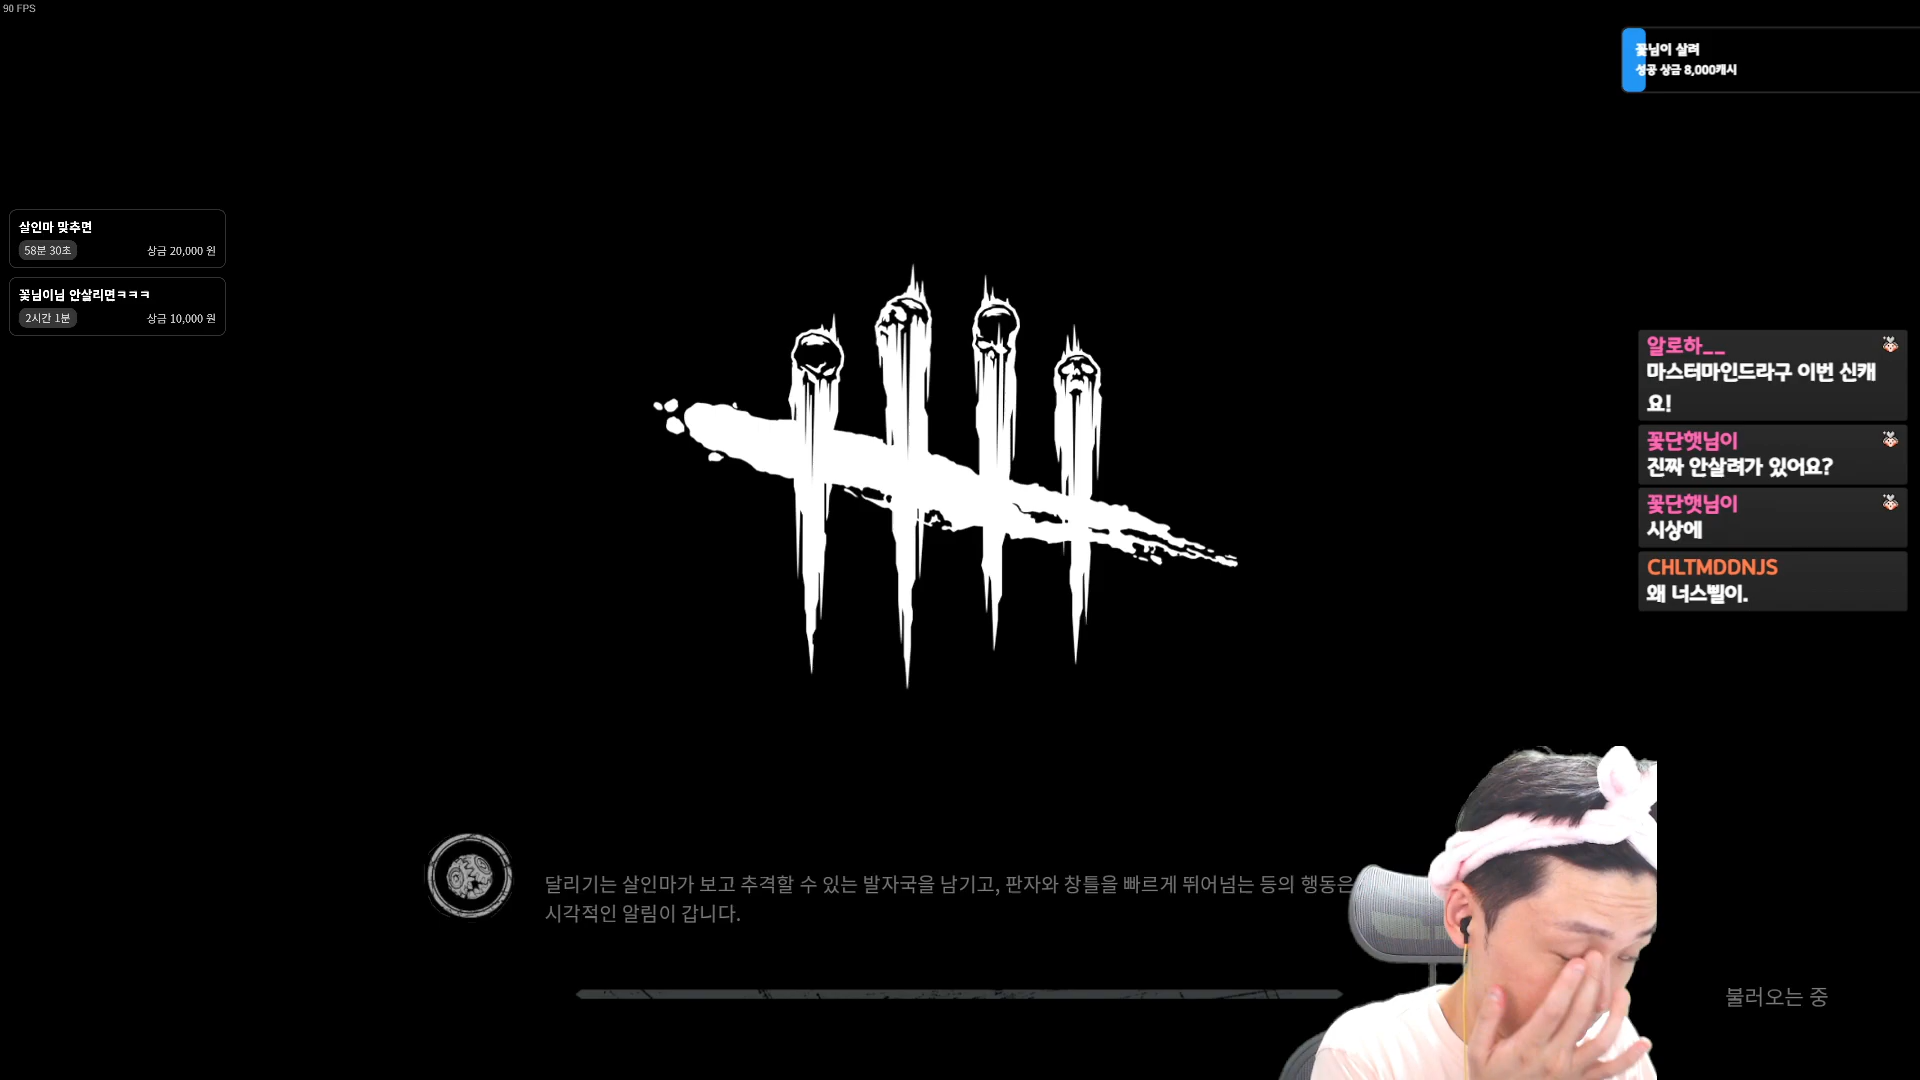 90 FPS
꽃님이 살려
성공 상금 8,000캐시
살인마 맞추면
58분 30초
상금 20,000 원
꽃님이님 안살리면ㅋㅋㅋ
2시간 1분
상금 10,000 원
알로하__
마스터마인드라구 이번 신캐
요!
꽃단햇님이
진짜 안살려가 있어요?
꽃단햇님이
시상에
CHLTMDDNJS
왜 너스삘이.
달리기는 살인마가 보고 추격할 수 있는 발자국을 남기고, 판자와 창틀을 빠르게 뛰어넘는 등의 행동은
시각적인 알림이 갑니다.
불러오는 중